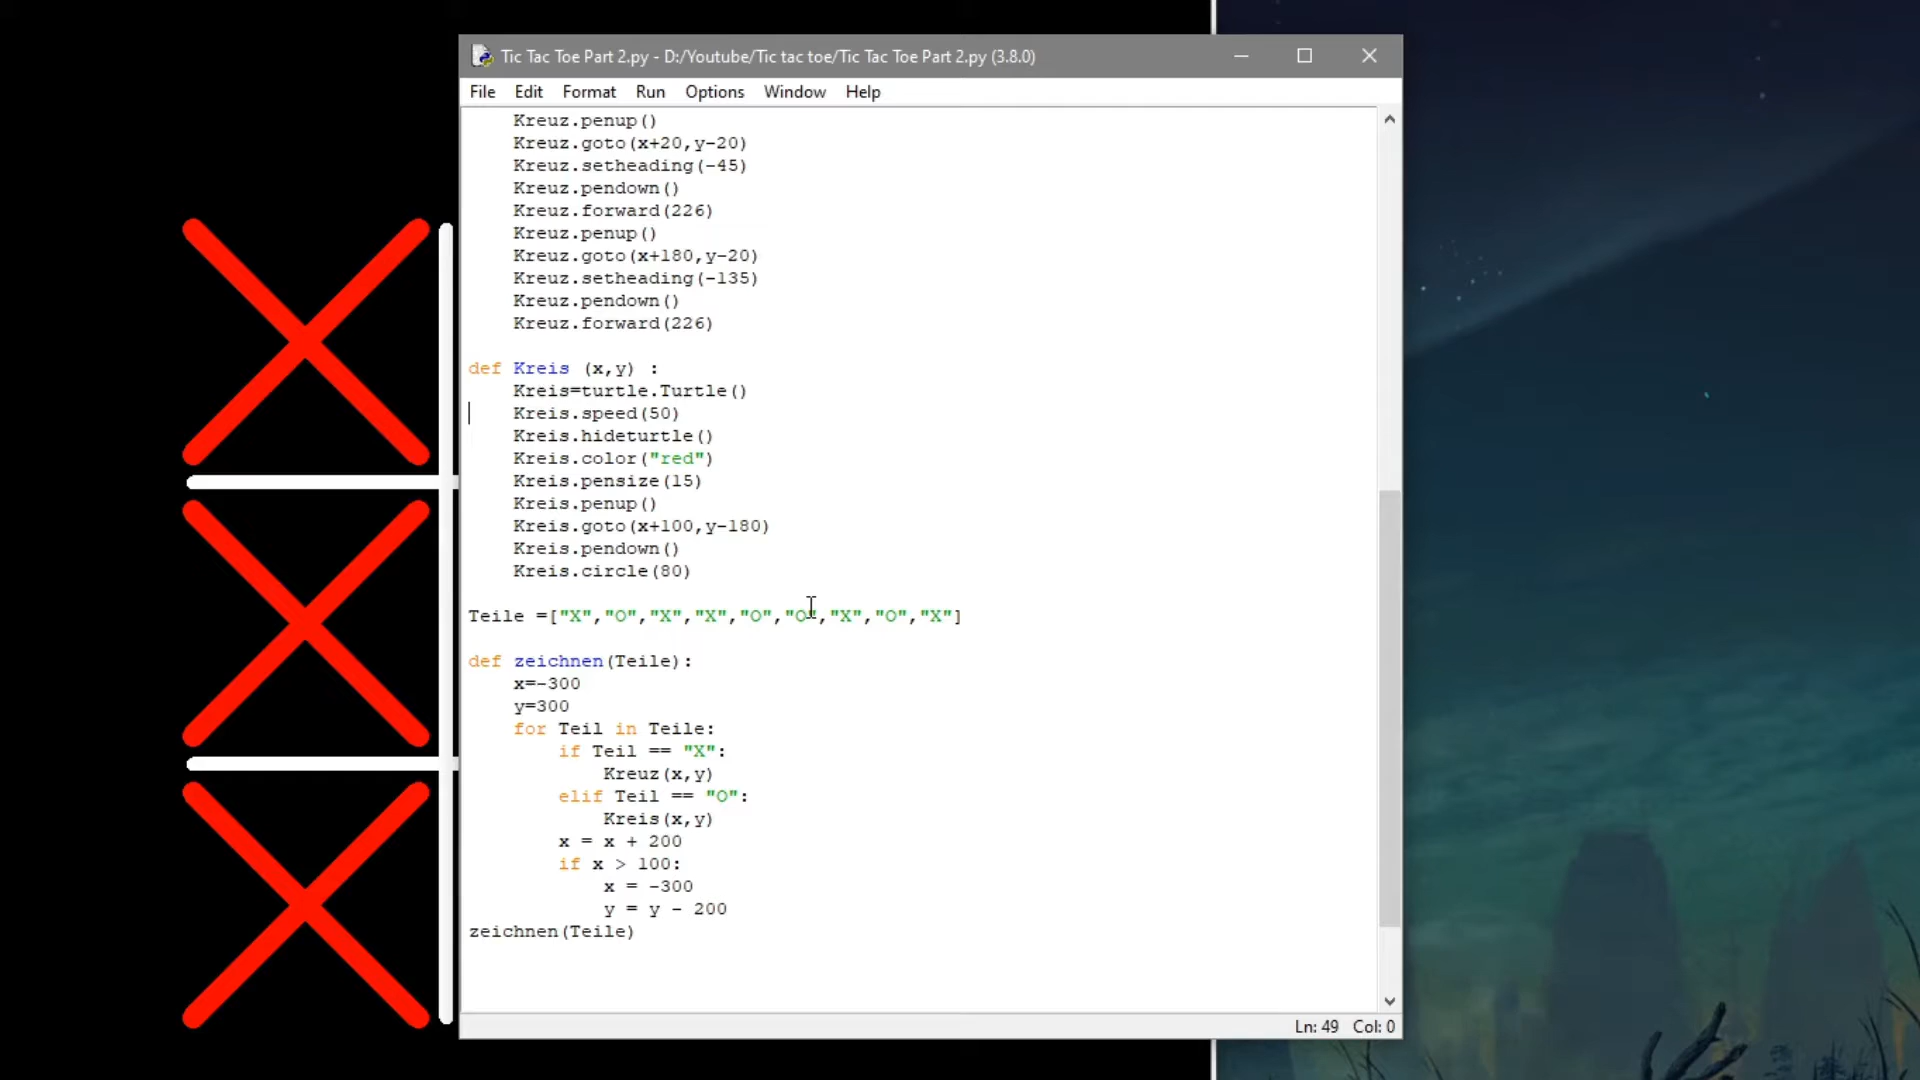 Tic Tac Toe Part 2.py - D:/Youtube/Tic tac toe/Tic Tac Toe Part 2.py (3.8.0)
File Edit Format Run Options Window Help
Kreuz.penup()
Kreuz.goto(x+20,y-20)
Kreuz.setheading(-45)
Kreuz.pendown()
Kreuz.forward(226)
Kreuz.penup()
Kreuz.goto(x+180,y-20)
Kreuz.setheading(-135)
Kreuz.pendown()
Kreuz.forward(226)
def Kreis (x,y) :
Kreis=turtle.Turtle()
Kreis.speed(50)
Kreis.hideturtle()
Kreis.color("red")
Kreis.pensize(15)
Kreis.penup()
Kreis.goto(x+100,y-180)
Kreis.pendown()
Kreis.circle(80)
Teile =["X","O","X","X","O","O","X","O","X"]
def zeichnen(Teile):
x=-300
y=300
for Teil in Teile:
if Teil == "X":
Kreuz(x,y)
elif Teil == "O":
Kreis(x,y)
x = x + 200
if x > 100:
x = -300
y = y - 200
zeichnen(Teile)
Ln: 49 Col: 0